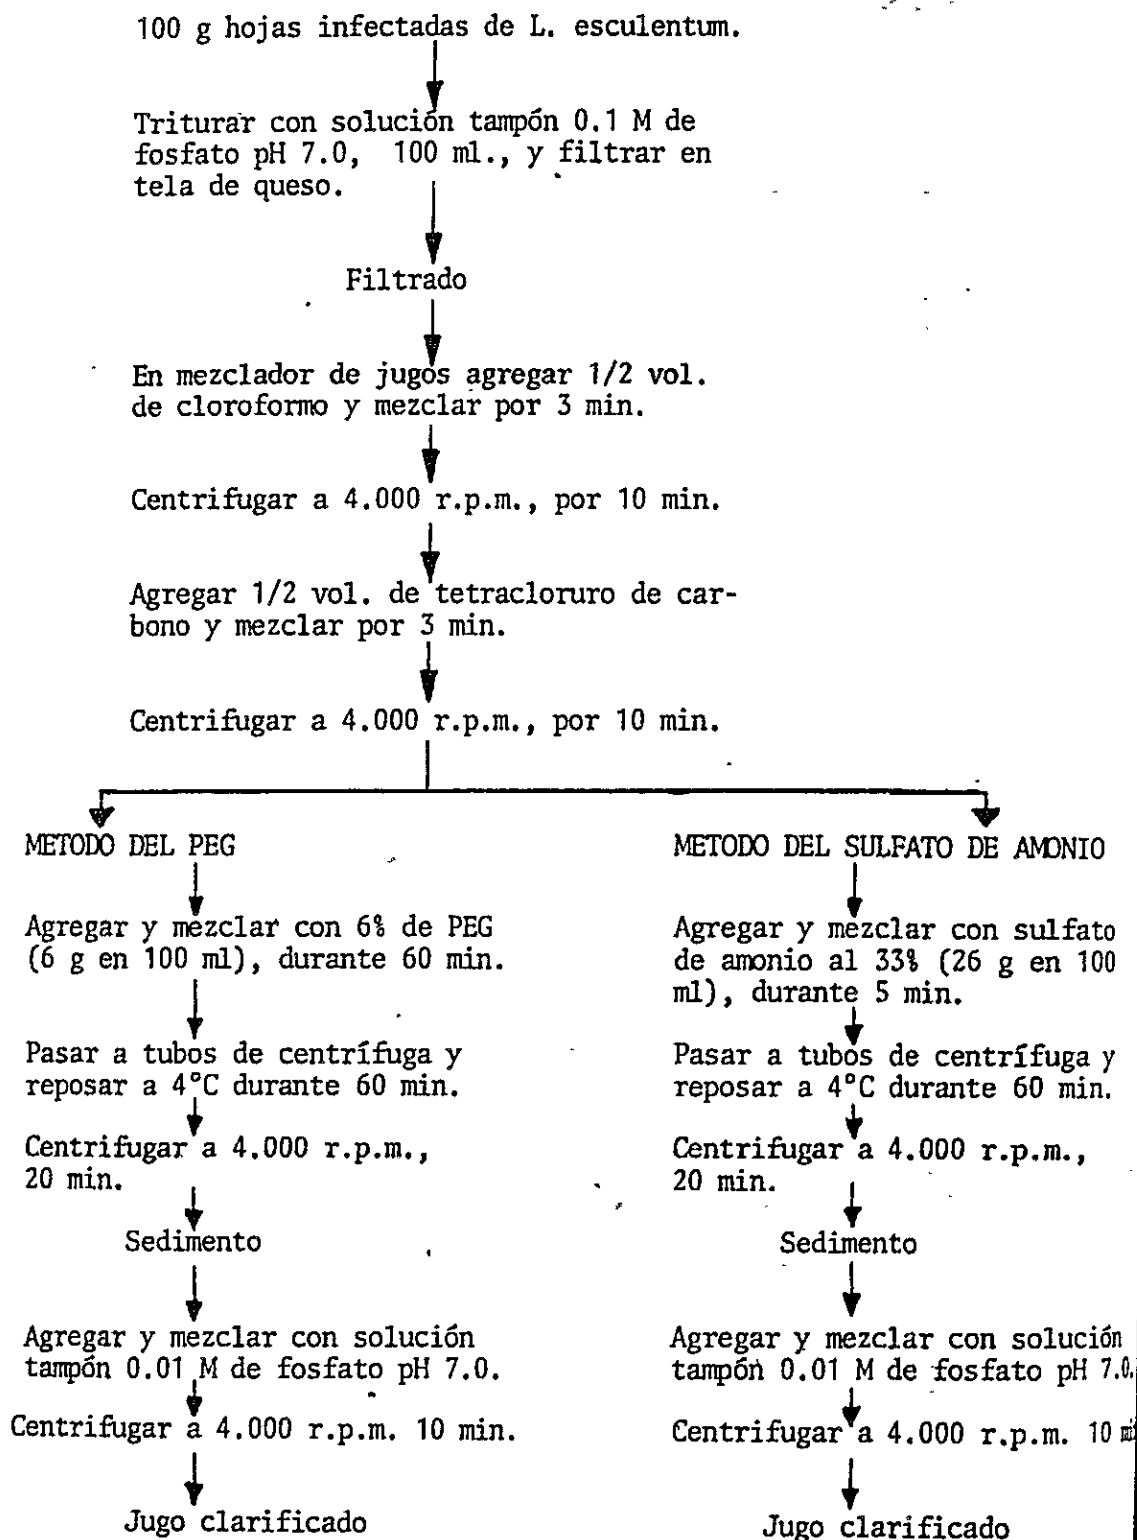 100 g hojas infectadas de L. esculentum.
Triturar con solución tampón 0.1 M de
fosfato pH 7.0, 100 ml., y filtrar en
tela de queso.
Filtrado
En mezclador de jugos agregar 1/2 vol.
de cloroformo y mezclar por 3 min.
Centrifugar a 4.000 r.p.m., por 10 min.
Agregar 1/2 vol. de tetracloruro de car-
bono y mezclar por 3 min.
Centrifugar a 4.000 r.p.m., por 10 min.
METODO DEL PEG
Agregar y mezclar con 6% de PEG
(6 g en 100 ml), durante 60 min.
Pasar a tubos de centrífuga y
reposar a 4°C durante 60 min.
Centrifugar a 4.000 r.p.m.,
20 min.
Sedimento
Agregar y mezclar con solución
tampón 0.01 M de fosfato pH 7.0.
Centrifugar a 4.000 r.p.m. 10 min.
Jugo clarificado
METODO DEL SULFATO DE AMONIO
Agregar y mezclar con sulfato
de amonio al 33% (26 g en 100
ml), durante 5 min.
Pasar a tubos de centrífuga y
reposar a 4°C durante 60 min.
Centrifugar a 4.000 r.p.m.,
20 min.
Sedimento
Agregar y mezclar con solución
tampón 0.01 M de fosfato pH 7.0.
Centrifugar a 4.000 r.p.m. 10
Jugo clarificado